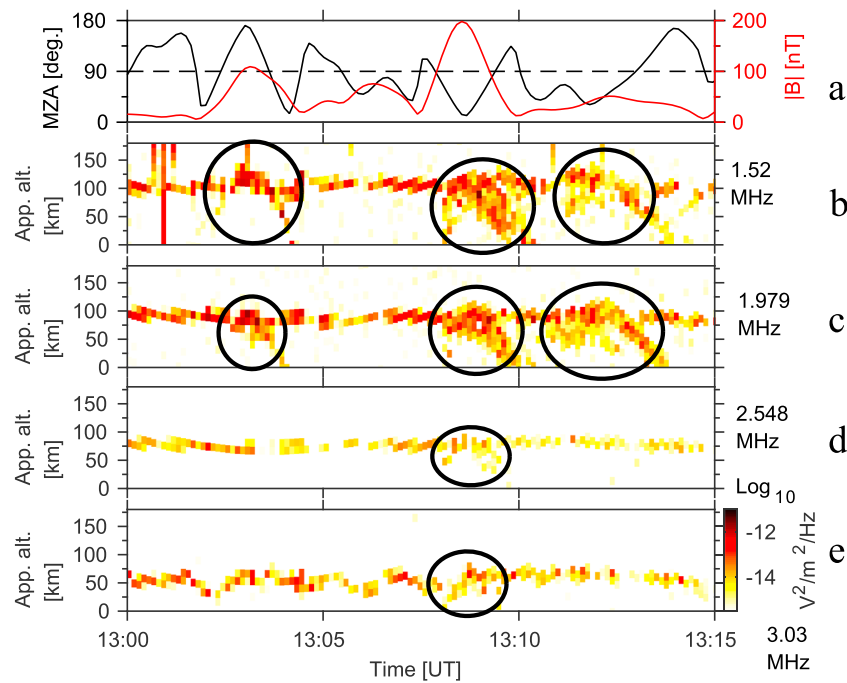 180
90
0
MZA [deg.]
200
100
0
|B| [nT]
a
150
100
50
0
App. alt.
[km]
1.52
MHz
b
150
100
50
0
App. alt.
[km]
1.979
MHz
c
150
100
50
0
App. alt.
[km]
2.548
MHz
d
Log 10
150
100
50
0
App. alt.
[km]
-12
-14
V2/m 2/Hz
e
13:00
13:05
13:10
13:15
Time [UT]
3.03
MHz